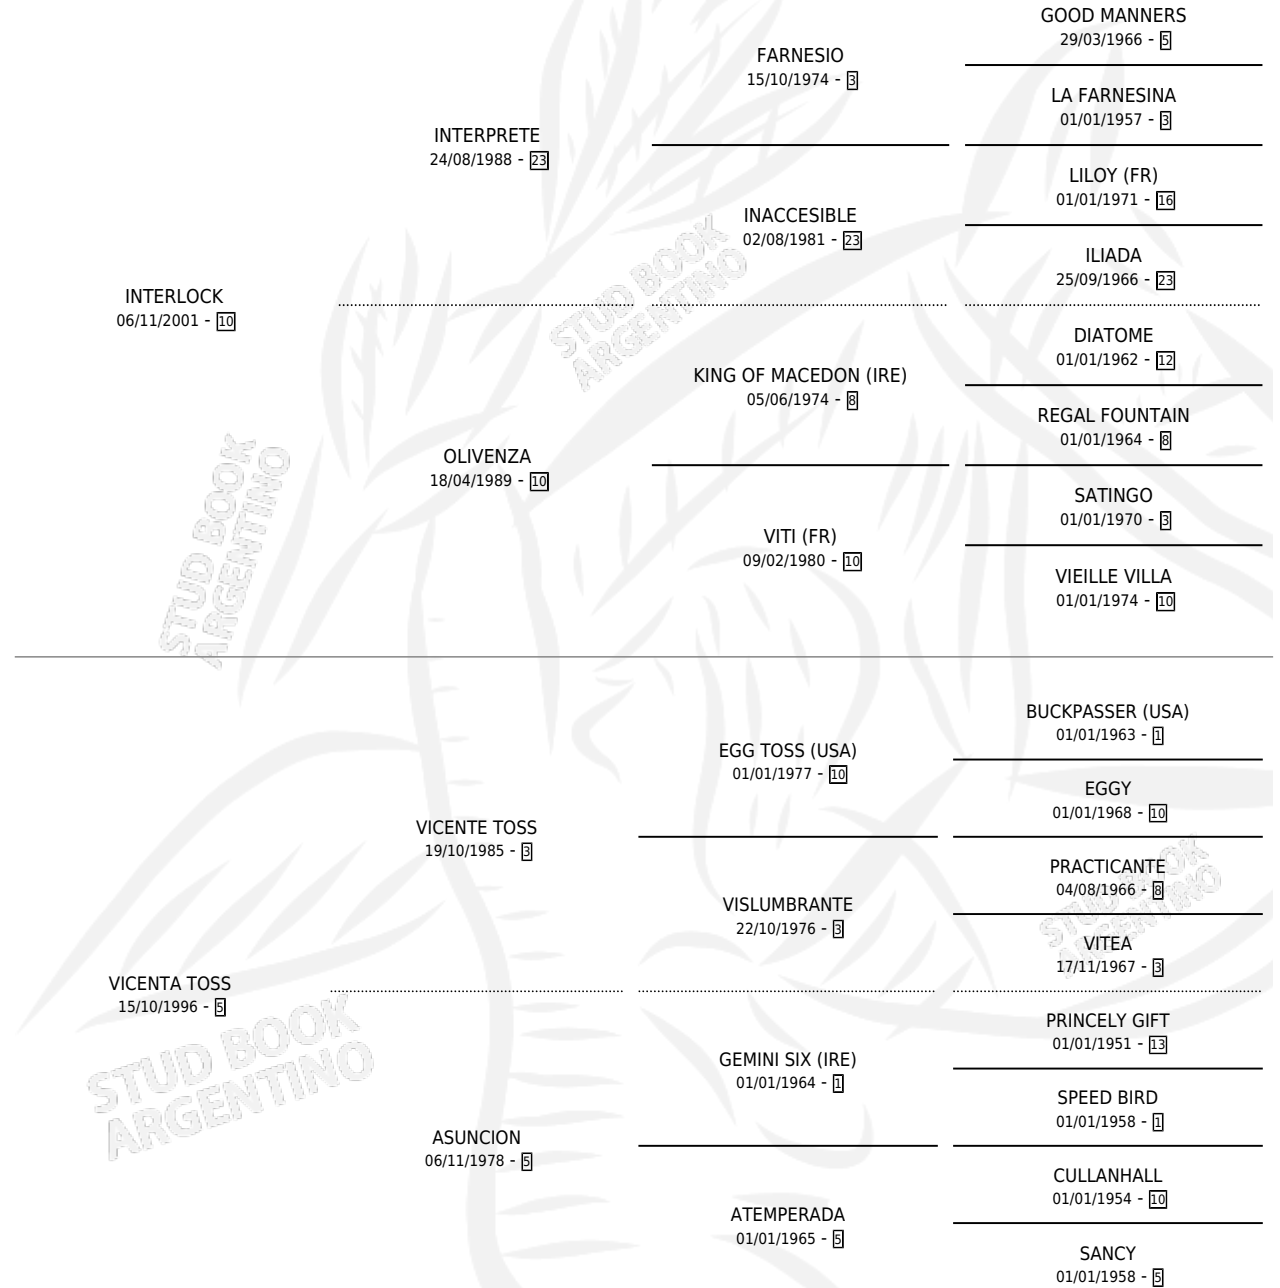 GOOD MANNERS
29/03/1966 - 5
FARNESIO
15/10/1974 - 3
LA FARNESINA
01/01/1957 - 3
INTERPRETE
24/08/1988 - 23
LILOY (FR)
01/01/1971 - 16
INACCESIBLE
02/08/1981 - 23
ILIADA
25/09/1966 - 23
INTERLOCK
06/11/2001 - 10
STUD BOOK
ARGENTINO
DIATOME
01/01/1962 - 12
KING OF MACEDON (IRE)
05/06/1974 - 8
REGAL FOUNTAIN
01/01/1964 - 8
OLIVENZA
18/04/1989 - 10
SATINGO
01/01/1970 - 3
VITI (FR)
09/02/1980 - 10
VIEILLE VILLA
01/01/1974 - 10
STUD BOOK
ARGENTINO
BUCKPASSER (USA)
01/01/1963 - 1
EGG TOSS (USA)
01/01/1977 - 10
EGGY
01/01/1968 - 10
VICENTE TOSS
19/10/1985 - 3
PRACTICANTE
04/08/1966 - 8
VISLUMBRANTE
22/10/1976 - 3
VITEA
17/11/1967 - 3
STUD BOOK
ARGENTINO
VICENTA TOSS
15/10/1996 - 5
PRINCELY GIFT
01/01/1951 - 13
GEMINI SIX (IRE)
01/01/1964 - 1
SPEED BIRD
01/01/1958 - 1
STUD BOOK
ARGENTINO
ASUNCION
06/11/1978 - 5
CULLANHALL
01/01/1954 - 10
ATEMPERADA
01/01/1965 - 5
SANCY
01/01/1958 - 5